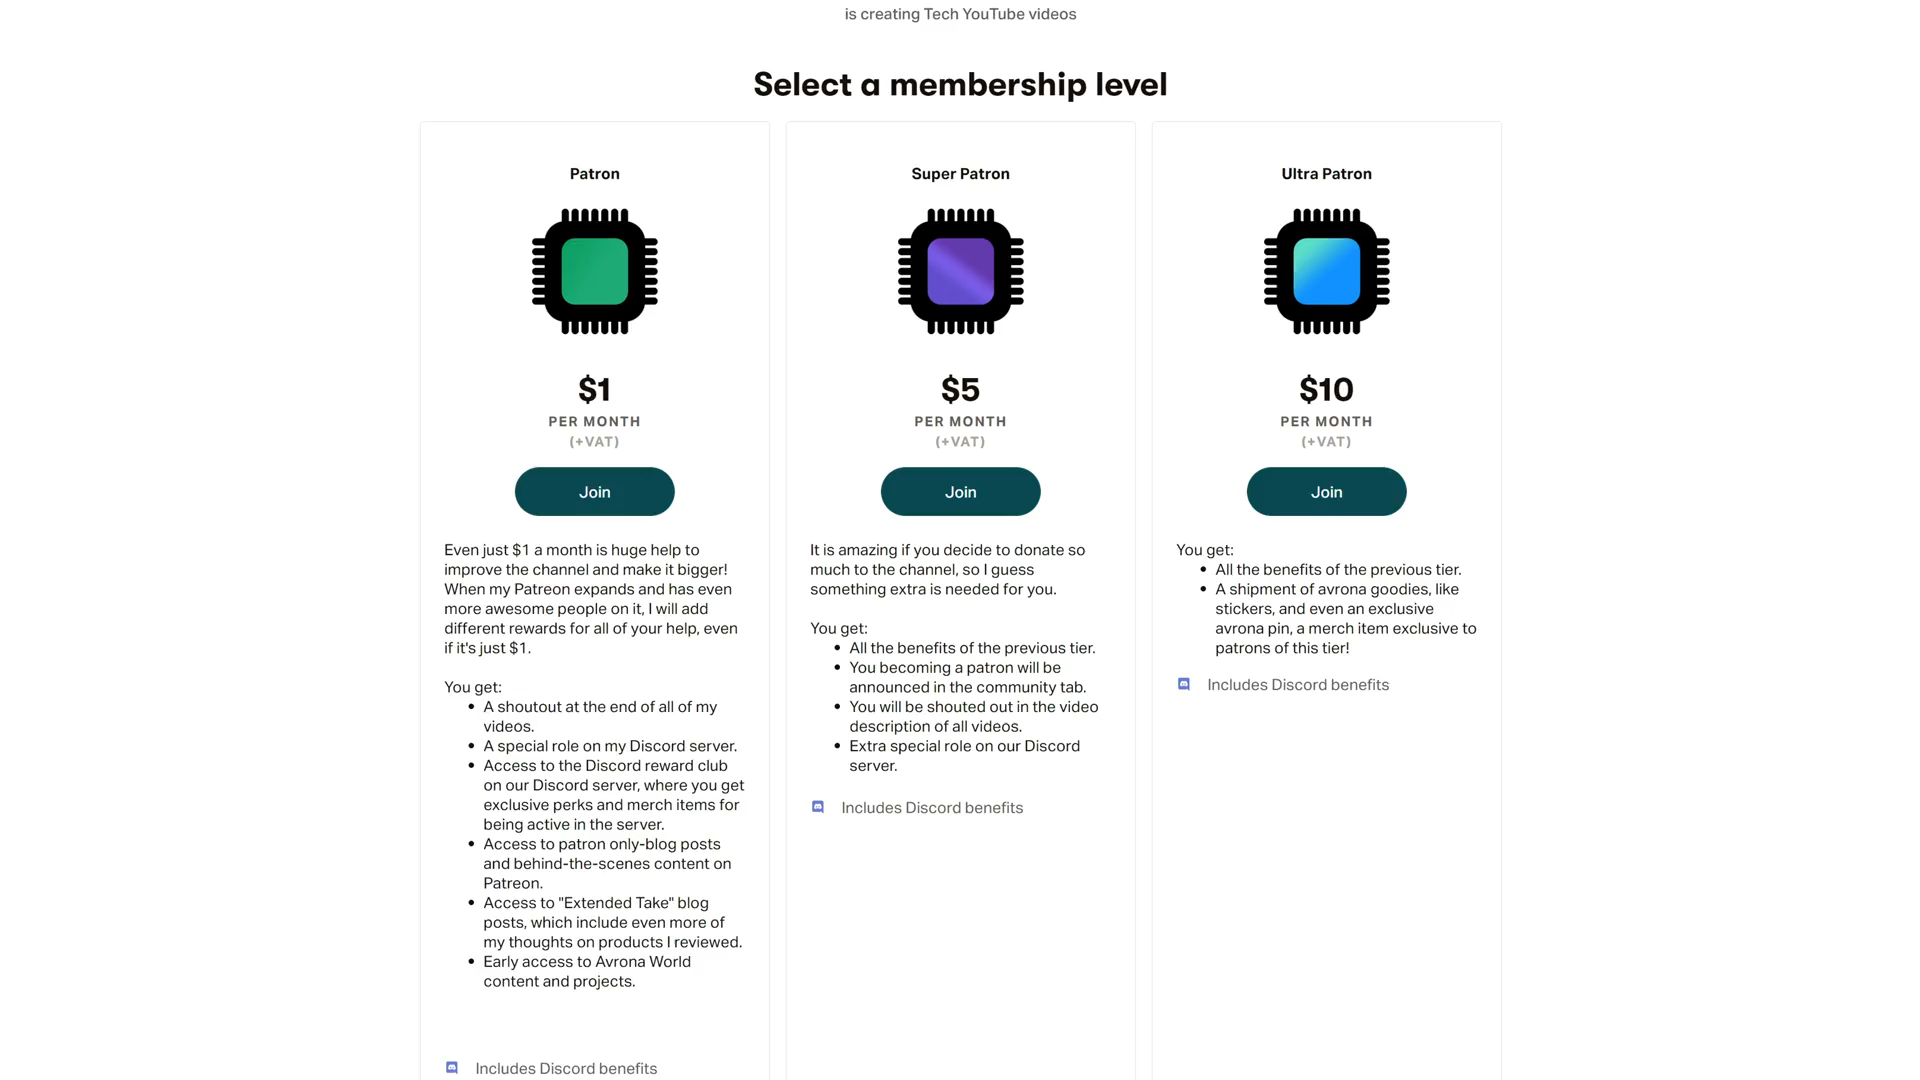 is creating Tech YouTube videos
Select a membership level
Patron
$1
PER MONTH
(+VAT)
Join
Even just $1 a month is huge help to
improve the channel and make it bigger!
When my Patreon expands and has even
more awesome people on it, I will add
different rewards for all of your help, even
if it's just $1.
You get:
• A shoutout at the end of all of my
videos.
• A special role on my Discord server.
• Access to the Discord reward club
on our Discord server, where you get
exclusive perks and merch items for
being active in the server.
• Access to patron only-blog posts
and behind-the-scenes content on
Patreon.
• Access to "Extended Take" blog
posts, which include even more of
my thoughts on products I reviewed.
• Early access to Avrona World
content and projects.
Includes Discord benefits
Super Patron
$5
PER MONTH
(+VAT)
Join
It is amazing if you decide to donate so
much to the channel, so I guess
something extra is needed for you.
You get:
• All the benefits of the previous tier.
• You becoming a patron will be
announced in the community tab.
• You will be shouted out in the video
description of all videos.
• Extra special role on our Discord
server.
Includes Discord benefits
Ultra Patron
$10
PER MONTH
(+VAT)
Join
You get:
• All the benefits of the previous tier.
• A shipment of avrona goodies, like
stickers, and even an exclusive
avrona pin, a merch item exclusive to
patrons of this tier!
Includes Discord benefits